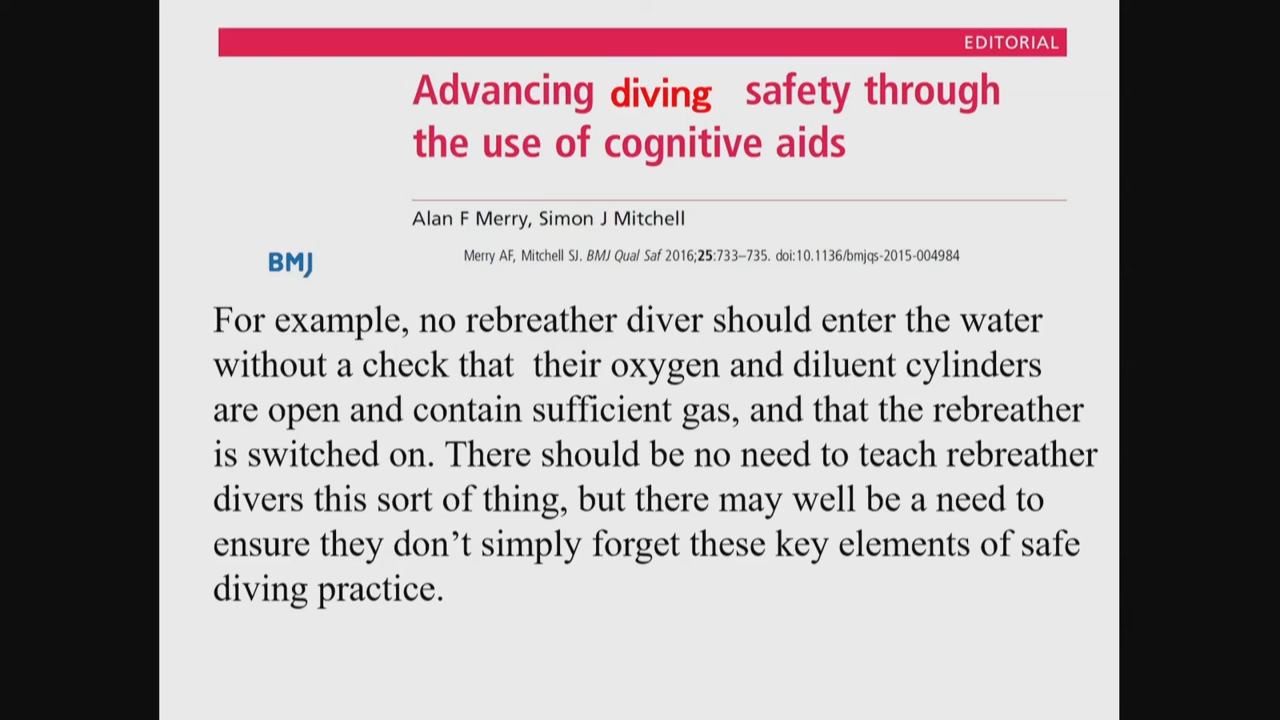 EDITORIAL
Advancing diving safety through
the use of cognitive aids
Alan F Merry, Simon J Mitchell
BMJ
Merry AF, Mitchell SJ. BMJ Qual Saf 2016;25:733–735. doi:10.1136/bmjqs-2015-004984
For example, no rebreather diver should enter the water
without a check that their oxygen and diluent cylinders
are open and contain sufficient gas, and that the rebreather
is switched on. There should be no need to teach rebreather
divers this sort of thing, but there may well be a need to
ensure they don’t simply forget these key elements of safe
diving practice.